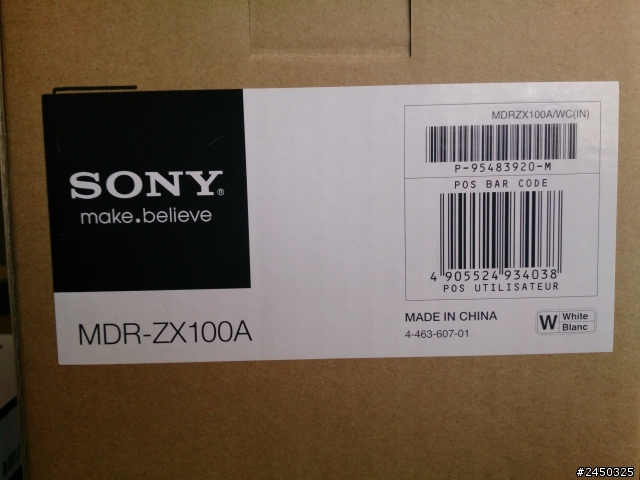 SONY®
make.believe
MDR-ZX100A
MDRZX100A/WC(IN)
P-95483920-M
POS BAR CODE
4 905524 934038
POS UTILISATEUR
MADE IN CHINA
4-463-607-01
W White
Blanc
#2450325